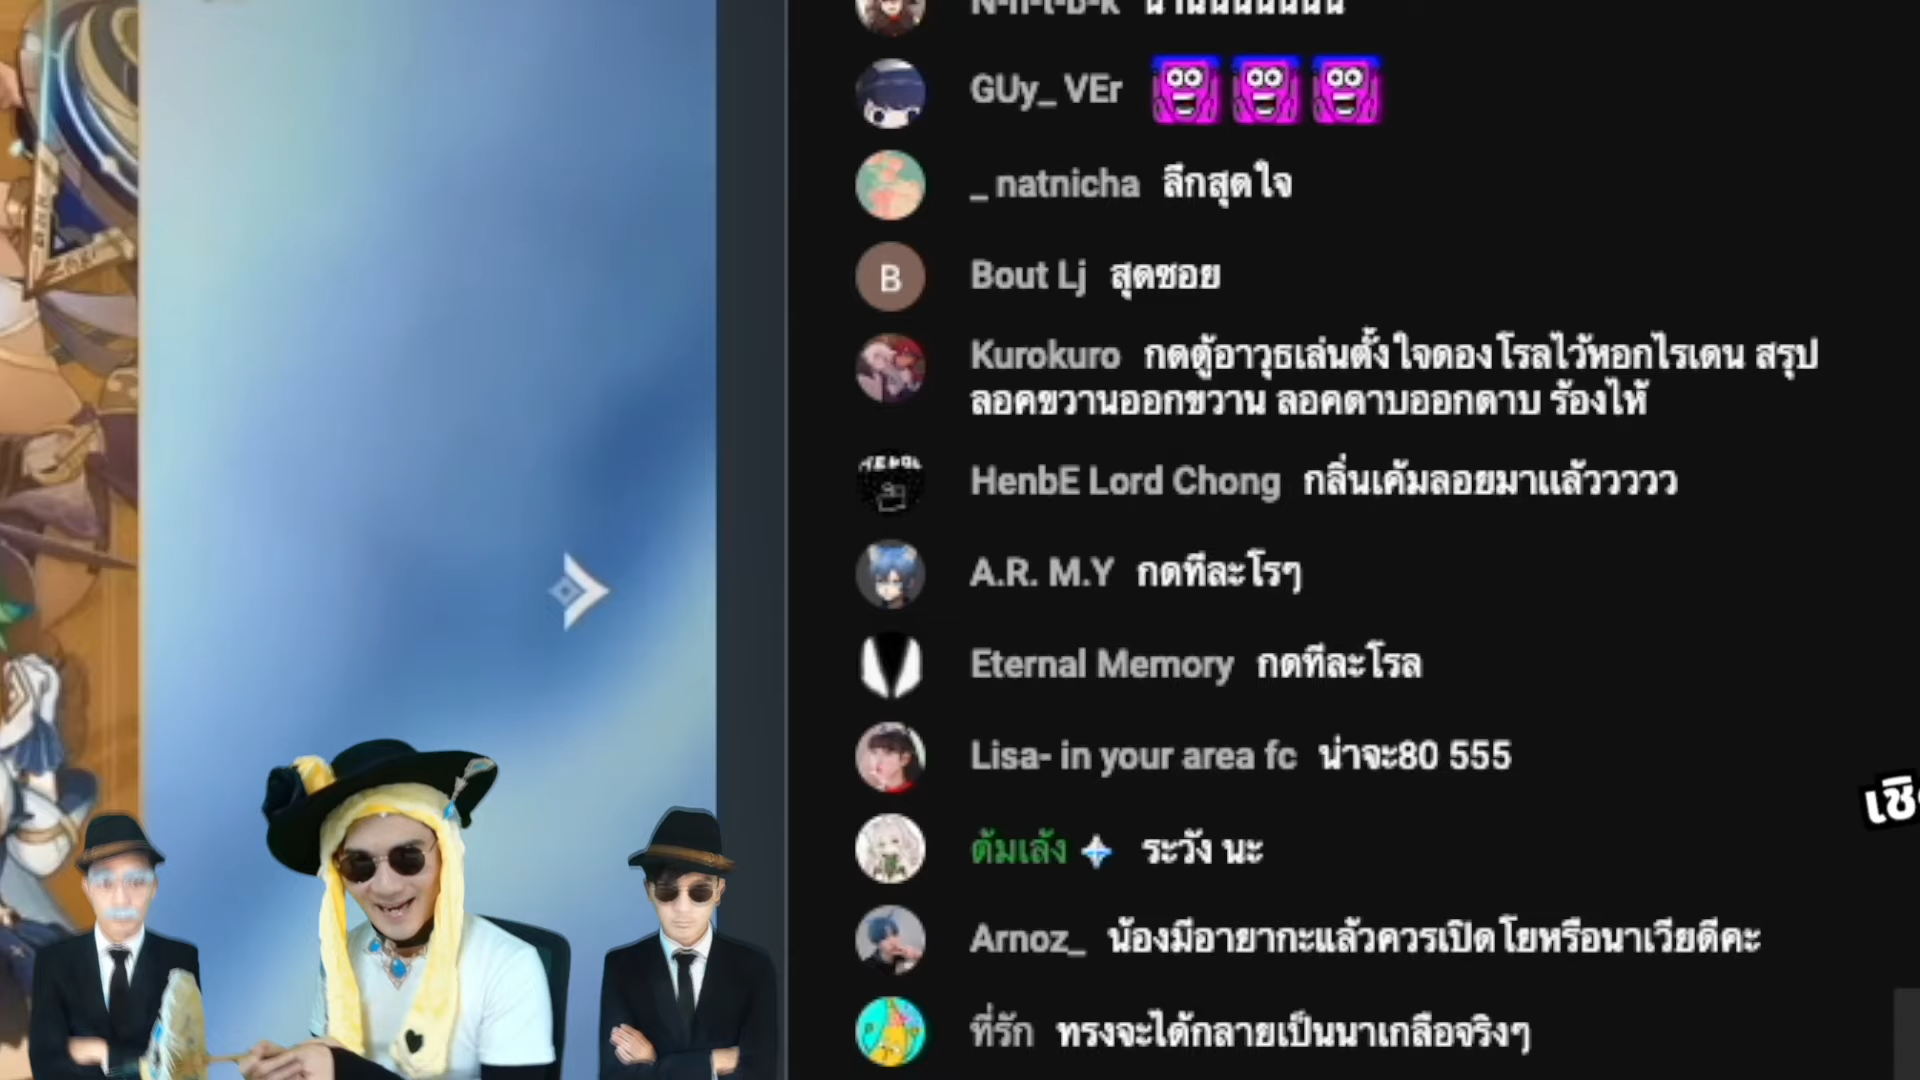 GUy_ VEr
_ natnicha ลึกสุดใจ
B Bout Lj สุดซอย
Kurokuro กดตู้อาวุธเล่นตั้งใจดองโรลไว้หอกไรเดน สรุป
ลอคขวานออกขวาน ลอคดาบออกดาบ ร้องไห้
HenbE Lord Chong กลิ่นเค้มลอยมาแล้วววววว
A.R. M.Y กดทีละโรๆ
Eternal Memory กดทีละโรล
Lisa- in your area fc น่าจะ80 555
เชิ
ต้มเล้ง ระวัง นะ
Arnoz_ น้องมีอายากะแล้วควรเปิดโยหรือนาเวียดีคะ
ที่รัก ทรงจะได้กลายเป็นนาเกลือจริงๆ